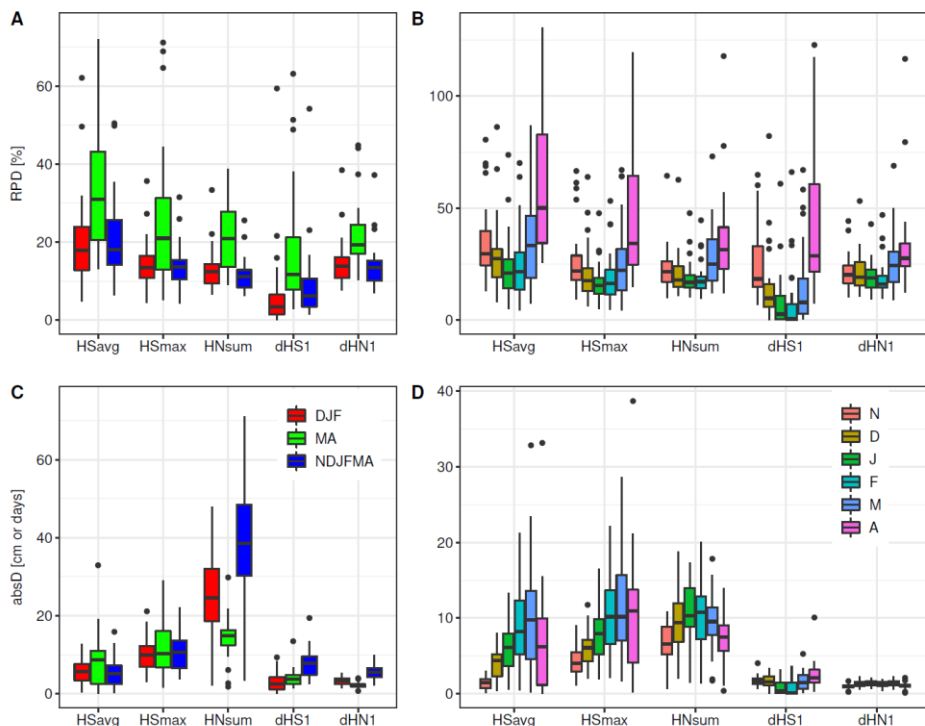 A
B
RPD [%]
60
40
20
0
100
50
0
HSavg HSmax HNsum dHS1 dHN1
HSavg HSmax HNsum dHS1 dHN1
C
D
absD [cm or days]
60
40
20
0
DJF
MA
NDJFMA
40
30
20
10
0
N
D
J
F
M
A
HSavg HSmax HNsum dHS1 dHN1
HSavg HSmax HNsum dHS1 dHN1